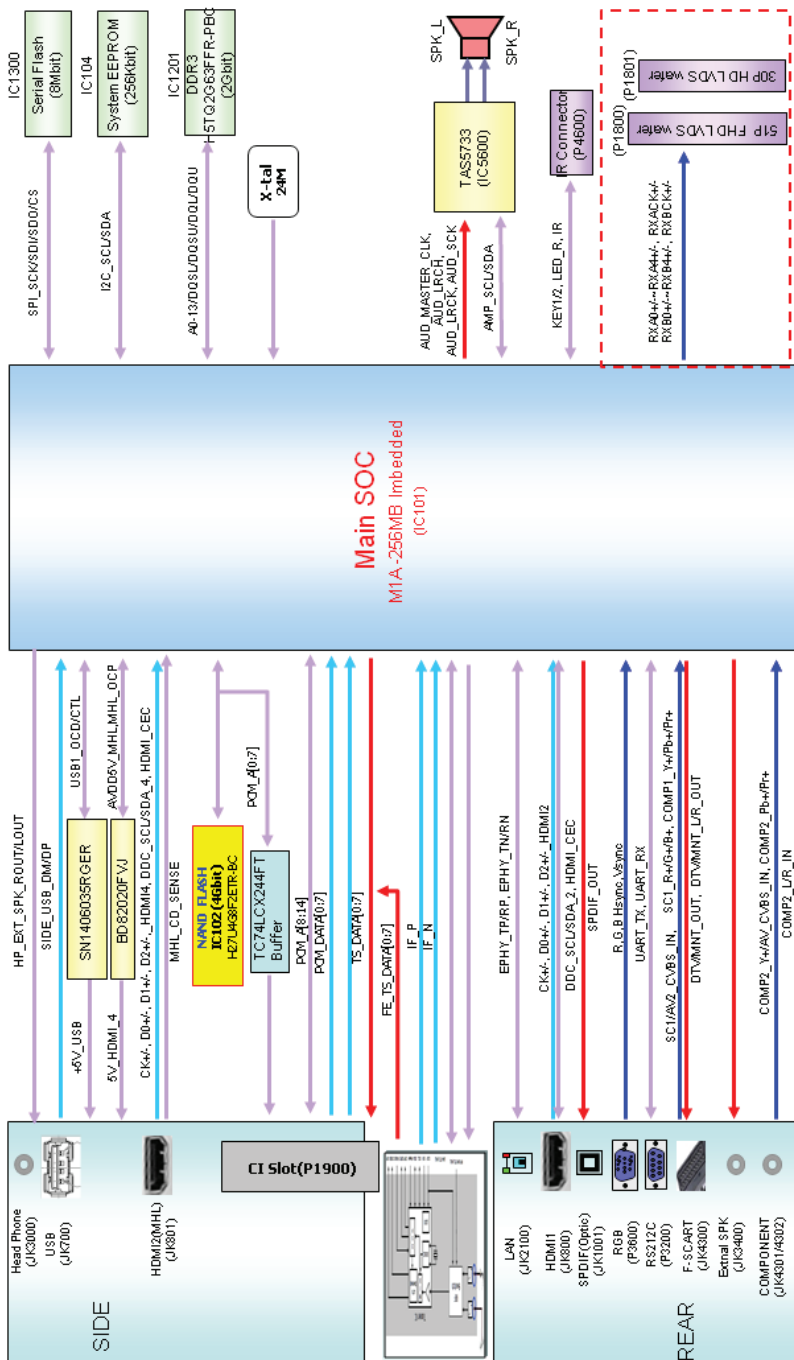 SIDE
Head Phone
(JK3000)
USB
(JK700)
HDMI2(MHL)
(JK801)
CI Slot(P1900)
REAR
LAN
(JK2100)
HDMI1
(JK800)
SPDIF(Optic)
(JK1001)
RGB
(P3600)
RS212C
(P3200)
F-SCART
(JK4300)
Extnal SPK
(JK3400)
COMPONENT
(JK4301/4302)
HP_EXT_SPK_ROUT/LOUT
SIDE_USB_DM/DP
+5V_USB
SN1406035RGER
USB1_OCD/CTL
5V_HDMI_4
BD82020FVJ
AVDD5V_MHL,MHL_OCP
CK+/-, D0+/-, D1+/-, D2+/-_HDMI4, DDC_SCL/SDA_4, HDMI_CEC
MHL_CD_SENSE
NAND FLASH
IC102(4Gbit)
H27U4G8F2ETR-BC
TC74LCX244FT
Buffer
PCM_A[0:7]
PCM_A[8:14]
PCM_DATA[0:7]
TS_DATA[0:7]
FE_TS_DATA[0:7]
IF_P
IF_N
EPHY_TP/RP, EPHY_TN/RN
CK+/-, D0+/-, D1+/-, D2+/-_HDMI2
DDC_SCL/SDA_2, HDMI_CEC
SPDIF_OUT
R,G,B Hsync,Vsync
UART_RX, UART_TX
SC1/AV2_CVBS_IN, SC1_R+/G+/B+, COMP1_Y+/Pb+/Pr+
DTV/MNT_OUT, DTV/MNT_L/R_OUT
COMP2_Y+/AV_CVBS_IN, COMP2_Pb+/Pr+
COMP2_L/R_IN
Main SOC
M1A-256MB Imbedded
(IC101)
SPI_SCK/SDI/SDO/CS
IC1300
Serial Flash
(8Mbit)
I2C_SCL/SDA
IC104
System EEPROM
(256Kbit)
A0-13/DQSL/DQSU/DQL/DQU
IC1201
DDR3
H5TQ2G63FFR-PBC
(2Gbit)
X-tal
24M
AUD_MASTER_CLK,
AUD_LRCH,
AUD_LRCK, AUD_SCK
AMP_SCL/SDA
TAS5733
(IC5600)
SPK_L
SPK_R
KEY1/2, LED_R, IR
IR Connector
(P4600)
RXA0+/-~RXA4+/-, RXACK+/-
RXB0+/-~RXB4+/-, RXBCK+/-
(P1800)
51P FHD LVDS wafer
(P1801)
30P HD LVDS wafer